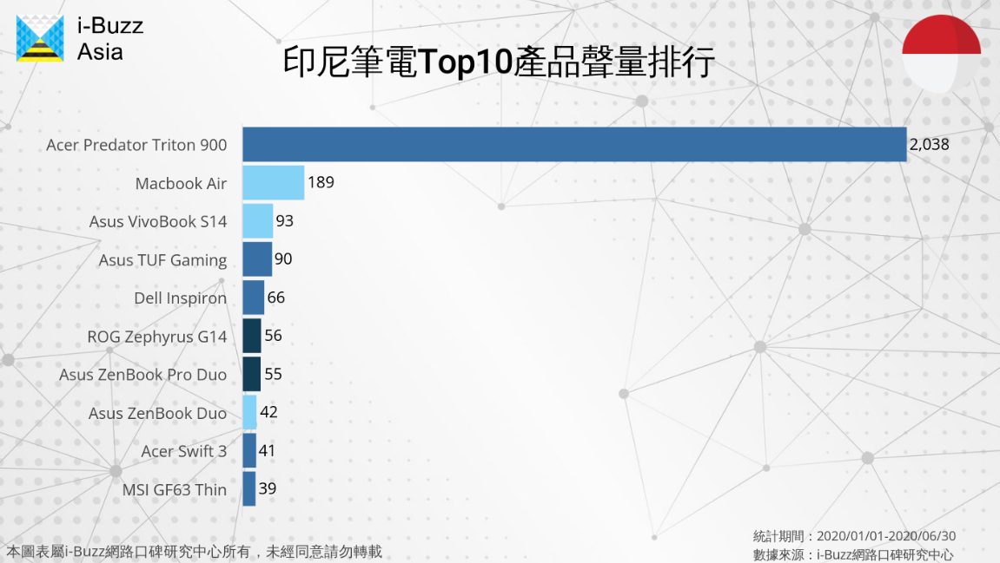 i-Buzz
Asia
印尼筆電Top10產品聲量排行
Acer Predator Triton 900 2,038
Macbook Air 189
Asus VivoBook S14 93
Asus TUF Gaming 90
Dell Inspiron 66
ROG Zephyrus G14 56
Asus ZenBook Pro Duo 55
Asus ZenBook Duo 42
Acer Swift 3 41
MSI GF63 Thin 39
統計期間：2020/01/01-2020/06/30
數據來源：i-Buzz網路口碑研究中心
本圖表屬i-Buzz網路口碑研究中心所有，未經同意請勿轉載